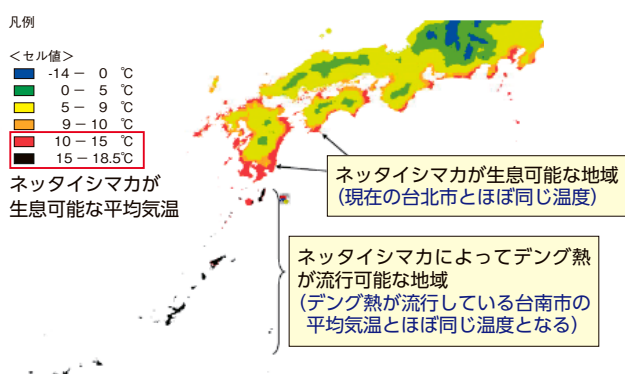 凡例
<セル値>
-14 － 0 ℃
0 － 5 ℃
5 － 9 ℃
9 － 10 ℃
10 － 15 ℃
15 － 18.5℃
ネッタイシマカが
生息可能な平均気温
ネッタイシマカが生息可能な地域
(現在の台北市とほぼ同じ温度)
ネッタイシマカによってデング熱
が流行可能な地域
(デング熱が流行している台南市の
平均気温とほぼ同じ温度となる)